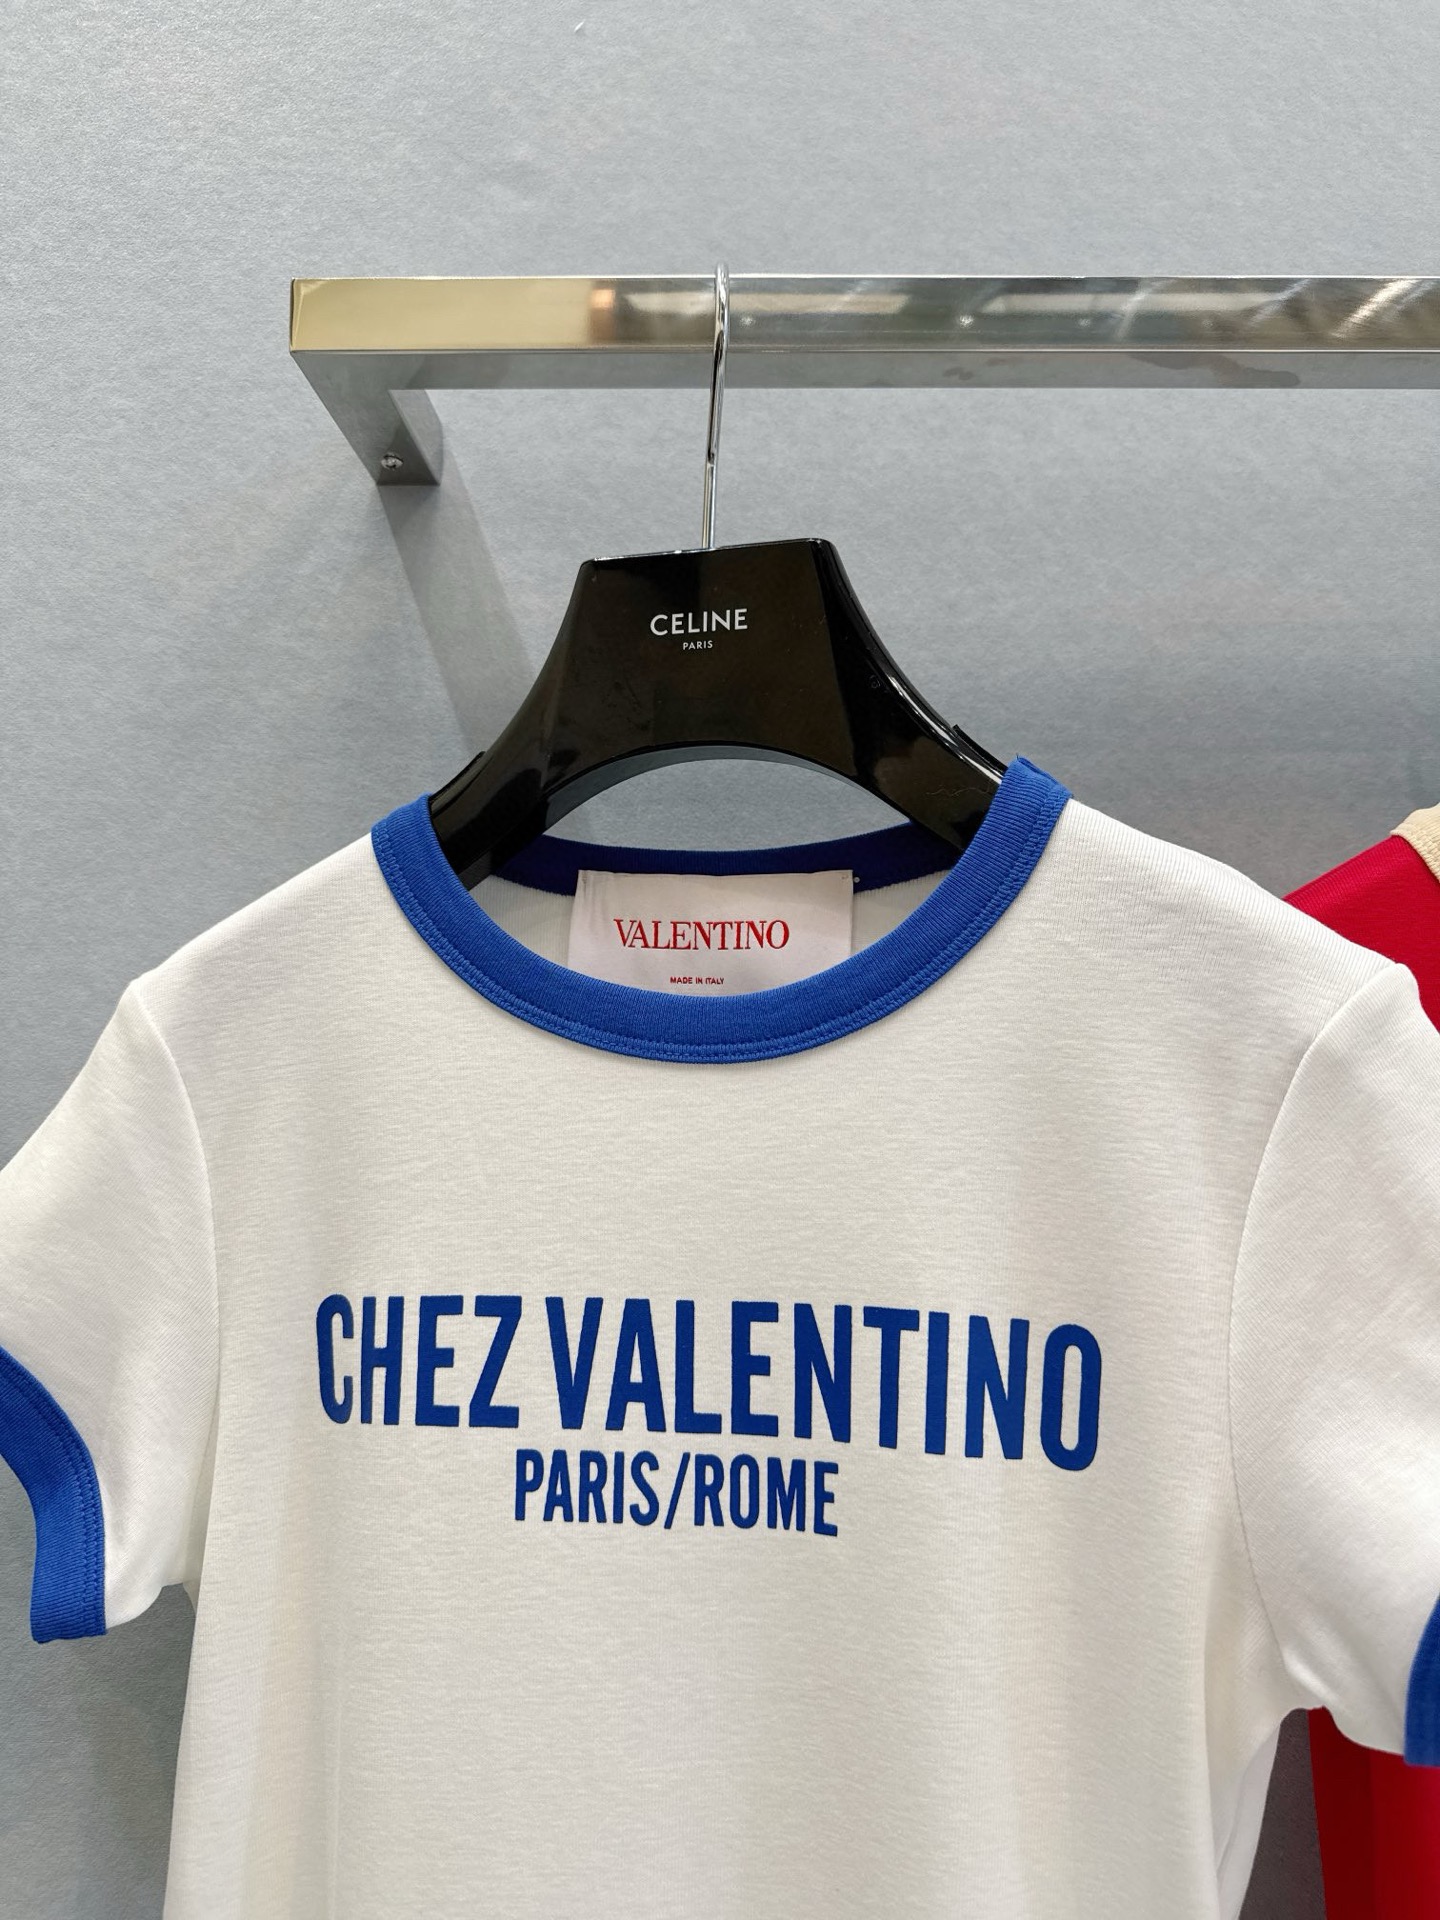 CELINE
PARIS
VALENTINO
MADE IN ITALY
CHEZ VALENTINO
PARIS/ROME